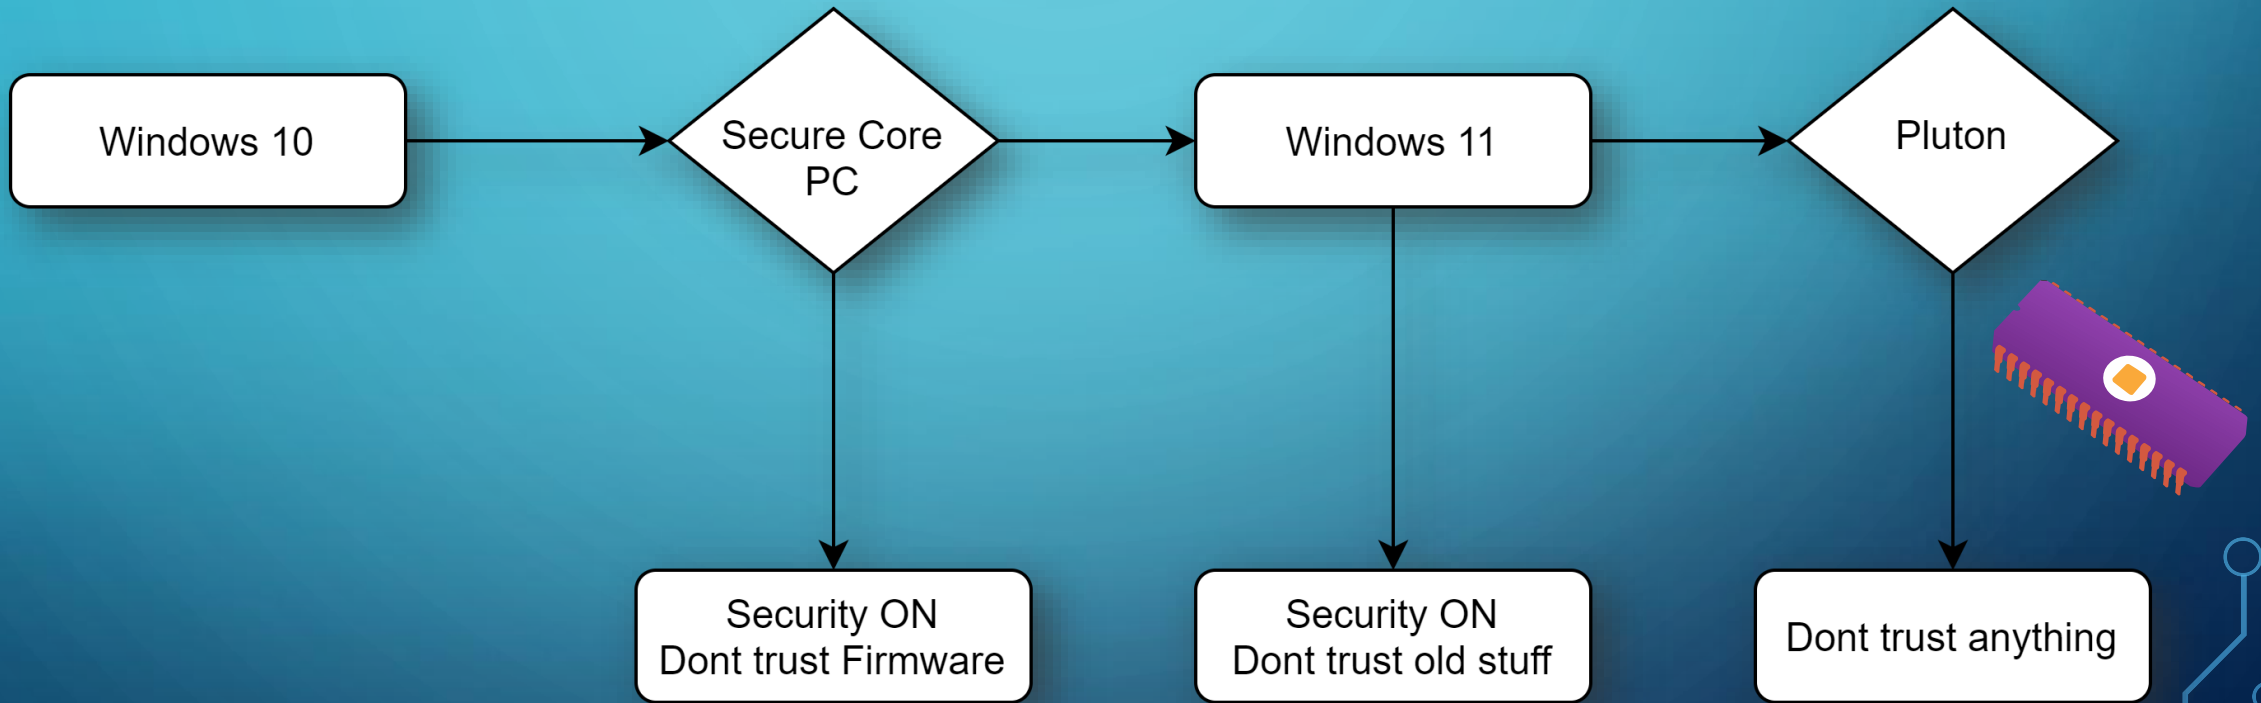 Windows 10
Secure Core
PC
Windows 11
Pluton
Security ON
Dont trust Firmware
Security ON
Dont trust old stuff
Dont trust anything